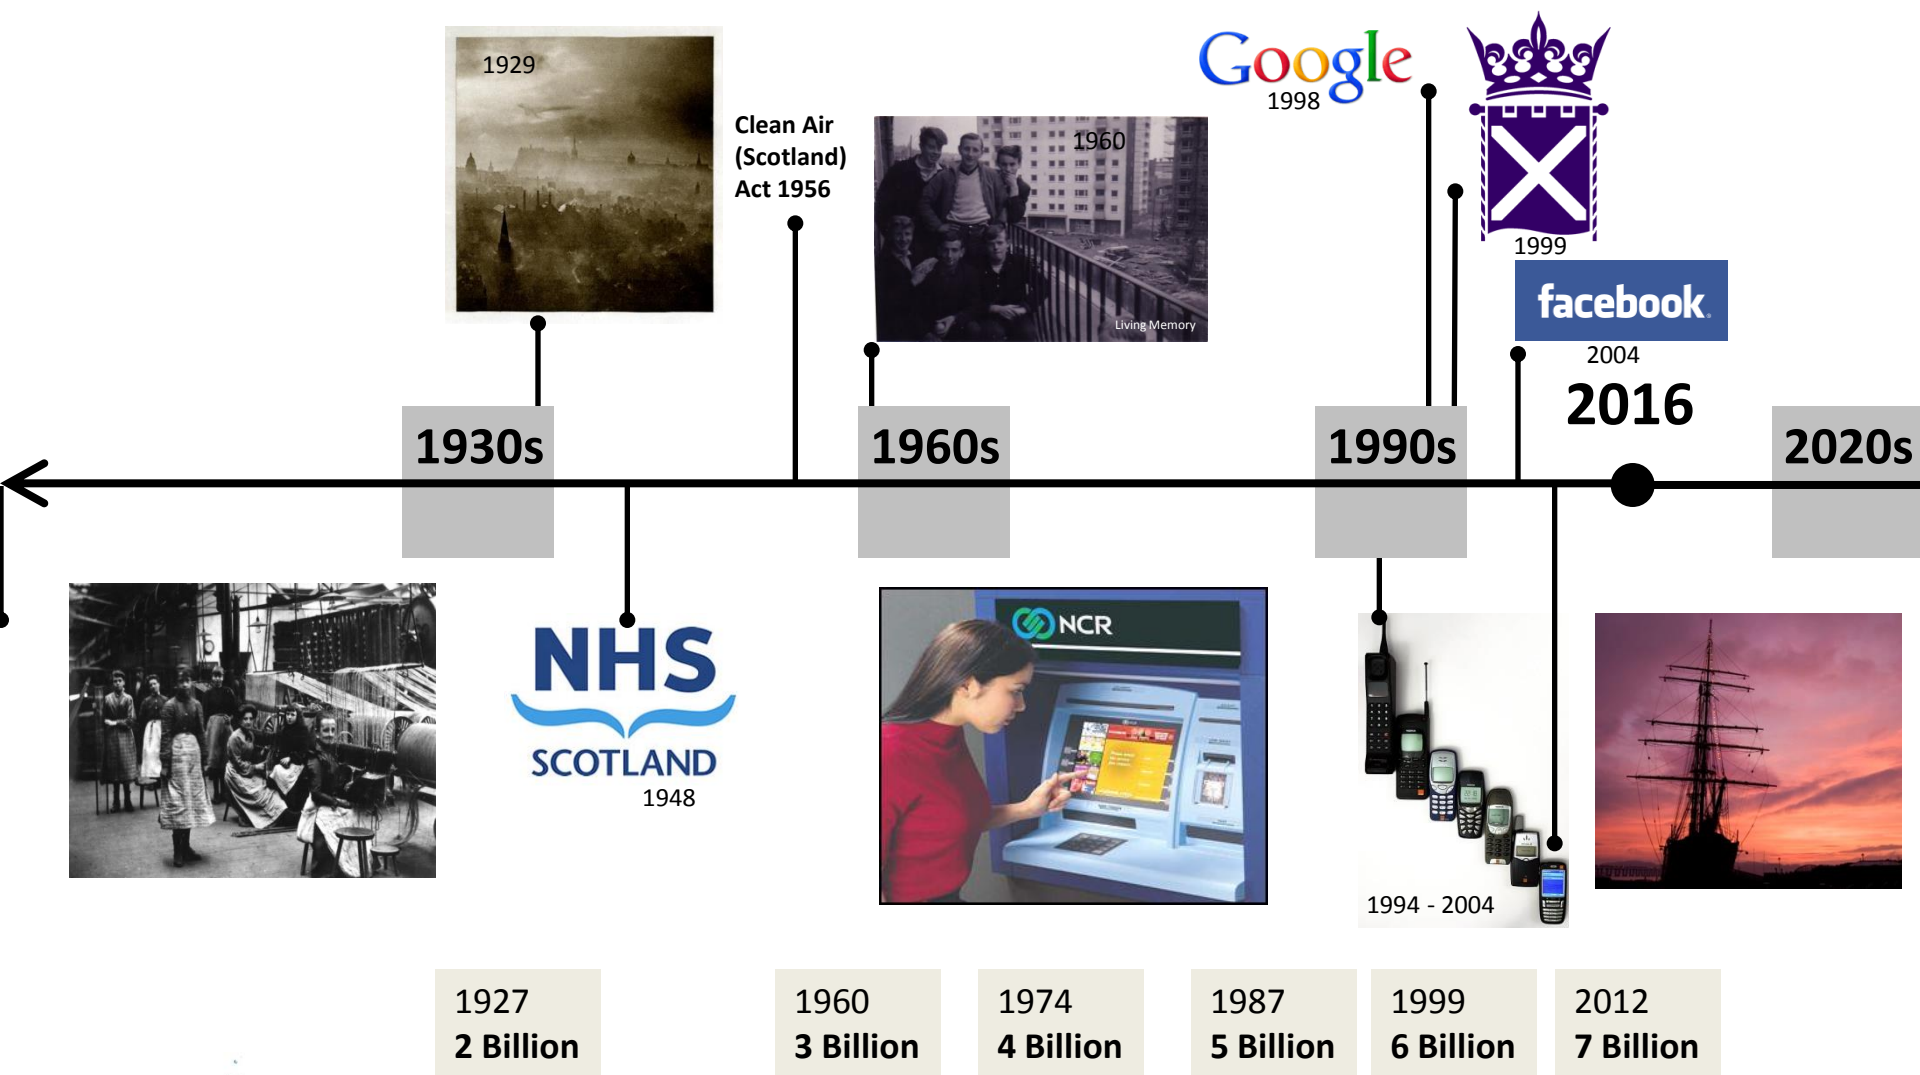 1929
Clean Air
(Scotland)
Act 1956
1960
Living Memory
Google
1998
1999
facebook
2004
2016
1930s
1960s
1990s
2020s
NHS
SCOTLAND
1948
NCR
1994 - 2004
1927
2 Billion
1960
3 Billion
1974
4 Billion
1987
5 Billion
1999
6 Billion
2012
7 Billion